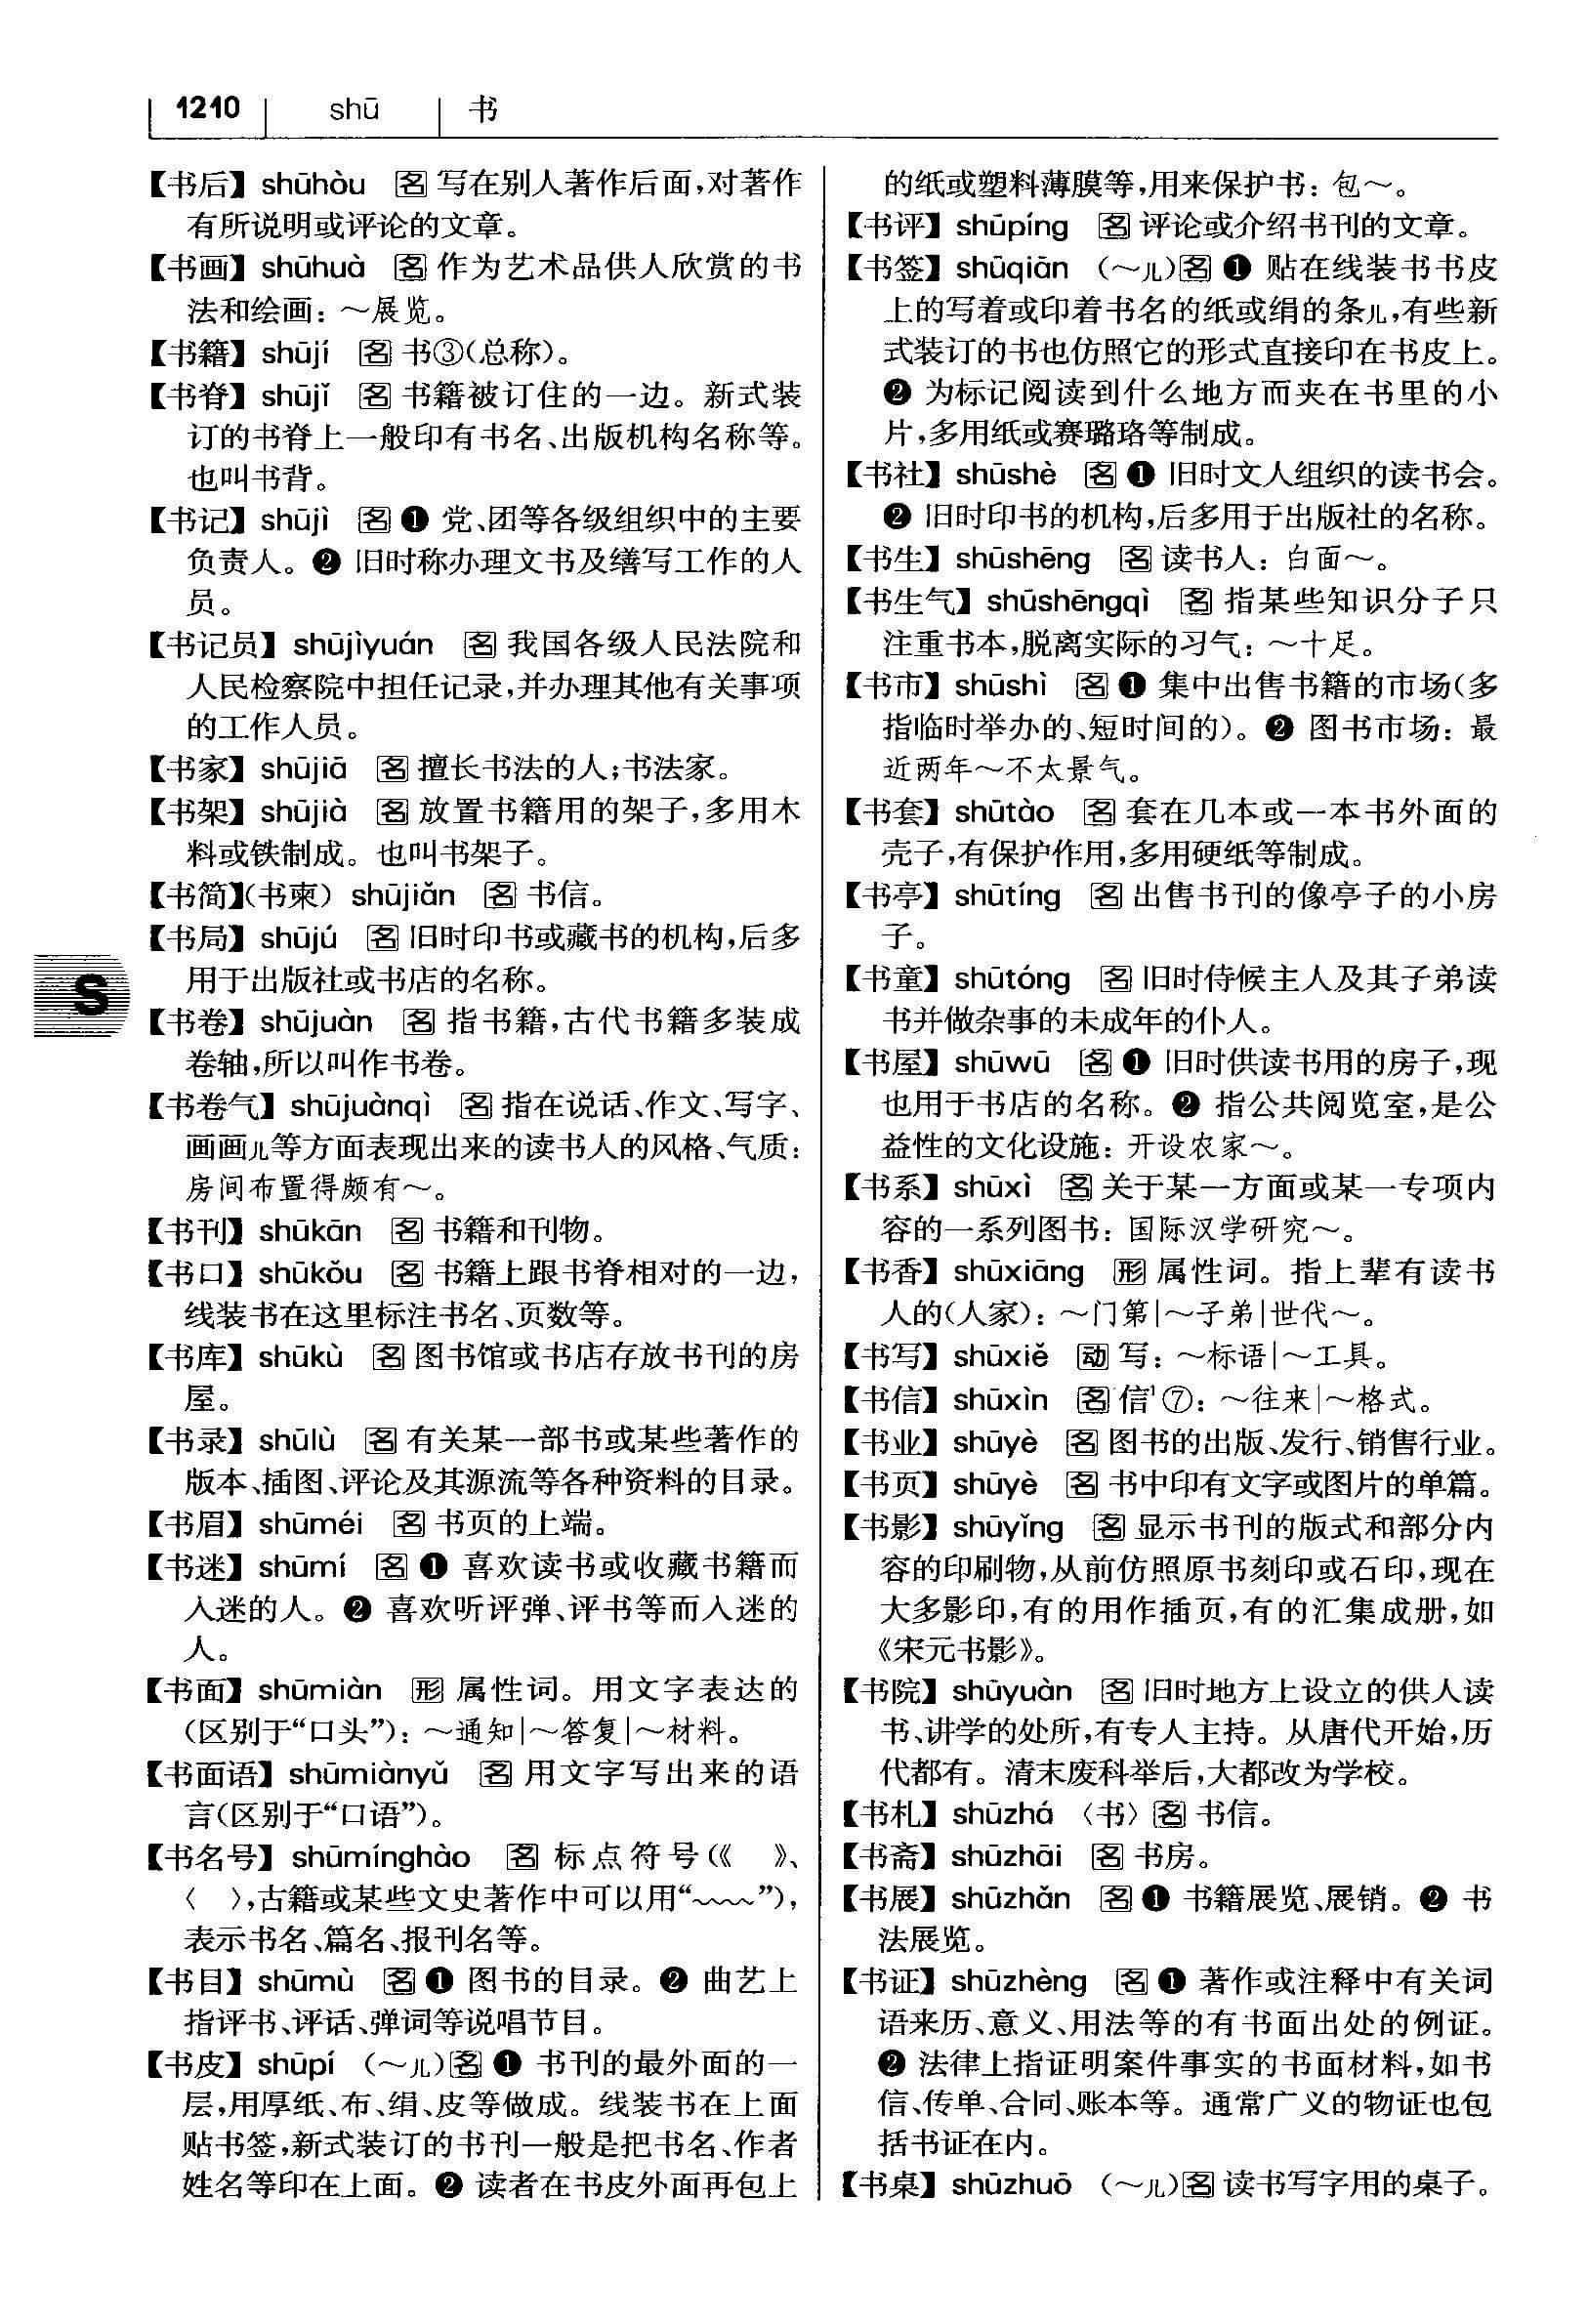 1210 shū 书
【书后】 shūhòu 名 写在别人著作后面,对著作
有所说明或评论的文章。
【书画】 shūhuà 名 作为艺术品供人欣赏的书
法和绘画：～展览。
【书籍】 shūjí 名 书③(总称)。
【书脊】 shūjǐ 名 书籍被订住的一边。新式装
订的书脊上一般印有书名、出版机构名称等。
也叫书背。
【书记】 shūjì 名 ❶ 党、团等各级组织中的主要
负责人。❷ 旧时称办理文书及缮写工作的人
员。
【书记员】 shūjìyuán 名 我国各级人民法院和
人民检察院中担任记录,并办理其他有关事项
的工作人员。
【书家】 shūjiā 名 擅长书法的人;书法家。
【书架】 shūjià 名 放置书籍用的架子,多用木
料或铁制成。也叫书架子。
【书简】(书柬) shūjiǎn 名 书信。
【书局】 shūjú 名 旧时印书或藏书的机构,后多
用于出版社或书店的名称。
S
【书卷】 shūjuàn 名 指书籍,古代书籍多装成
卷轴,所以叫作书卷。
【书卷气】 shūjuànqì 名 指在说话、作文、写字、
画画儿等方面表现出来的读书人的风格、气质：
房间布置得颇有～。
【书刊】 shūkān 名 书籍和刊物。
【书口】 shūkǒu 名 书籍上跟书脊相对的一边,
线装书在这里标注书名、页数等。
【书库】 shūkù 名 图书馆或书店存放书刊的房
屋。
【书录】 shūlù 名 有关某一部书或某些著作的
版本、插图、评论及其源流等各种资料的目录。
【书眉】 shūméi 名 书页的上端。
【书迷】 shūmí 名 ❶ 喜欢读书或收藏书籍而
入迷的人。❷ 喜欢听评弹、评书等而入迷的
人。
【书面】 shūmiàn 形 属性词。用文字表达的
(区别于“口头”)：～通知|～答复|～材料。
【书面语】 shūmiànyǔ 名 用文字写出来的语
言(区别于“口语”)。
【书名号】 shūmínghào 名 标点符号(《 》、
〈 〉,古籍或某些文史著作中可以用“﹏﹏”),
表示书名、篇名、报刊名等。
【书目】 shūmù 名 ❶ 图书的目录。❷ 曲艺上
指评书、评话、弹词等说唱节目。
【书皮】 shūpí (～儿)名 ❶ 书刊的最外面的一
层,用厚纸、布、绢、皮等做成。线装书在上面
贴书签,新式装订的书刊一般是把书名、作者
姓名等印在上面。❷ 读者在书皮外面再包上
的纸或塑料薄膜等,用来保护书：包～。
【书评】 shūpíng 名 评论或介绍书刊的文章。
【书签】 shūqiān (～儿)名 ❶ 贴在线装书书皮
上的写着或印着书名的纸或绢的条儿,有些新
式装订的书也仿照它的形式直接印在书皮上。
❷ 为标记阅读到什么地方而夹在书里的小
片,多用纸或赛璐珞等制成。
【书社】 shūshè 名 ❶ 旧时文人组织的读书会。
❷ 旧时印书的机构,后多用于出版社的名称。
【书生】 shūshēng 名 读书人：白面～。
【书生气】 shūshēngqì 名 指某些知识分子只
注重书本,脱离实际的习气：～十足。
【书市】 shūshì 名 ❶ 集中出售书籍的市场(多
指临时举办的、短时间的)。❷ 图书市场：最
近两年～不太景气。
【书套】 shūtào 名 套在几本或一本书外面的
壳子,有保护作用,多用硬纸等制成。
【书亭】 shūtíng 名 出售书刊的像亭子的小房
子。
【书童】 shūtóng 名 旧时侍候主人及其子弟读
书并做杂事的未成年的仆人。
【书屋】 shūwū 名 ❶ 旧时供读书用的房子,现
也用于书店的名称。❷ 指公共阅览室,是公
益性的文化设施：开设农家～。
【书系】 shūxì 名 关于某一方面或某一专项内
容的一系列图书：国际汉学研究～。
【书香】 shūxiāng 形 属性词。指上辈有读书
人的(人家)：～门第|～子弟|世代～。
【书写】 shūxiě 动 写：～标语|～工具。
【书信】 shūxìn 名 信¹⑦：～往来|～格式。
【书业】 shūyè 名 图书的出版、发行、销售行业。
【书页】 shūyè 名 书中印有文字或图片的单篇。
【书影】 shūyǐng 名 显示书刊的版式和部分内
容的印刷物,从前仿照原书刻印或石印,现在
大多影印,有的用作插页,有的汇集成册,如
《宋元书影》。
【书院】 shūyuàn 名 旧时地方上设立的供人读
书、讲学的处所,有专人主持。从唐代开始,历
代都有。清末废科举后,大都改为学校。
【书札】 shūzhá 〈书〉名 书信。
【书斋】 shūzhāi 名 书房。
【书展】 shūzhǎn 名 ❶ 书籍展览、展销。❷ 书
法展览。
【书证】 shūzhèng 名 ❶ 著作或注释中有关词
语来历、意义、用法等的有书面出处的例证。
❷ 法律上指证明案件事实的书面材料,如书
信、传单、合同、账本等。通常广义的物证也包
括书证在内。
【书桌】 shūzhuō (～儿)名 读书写字用的桌子。